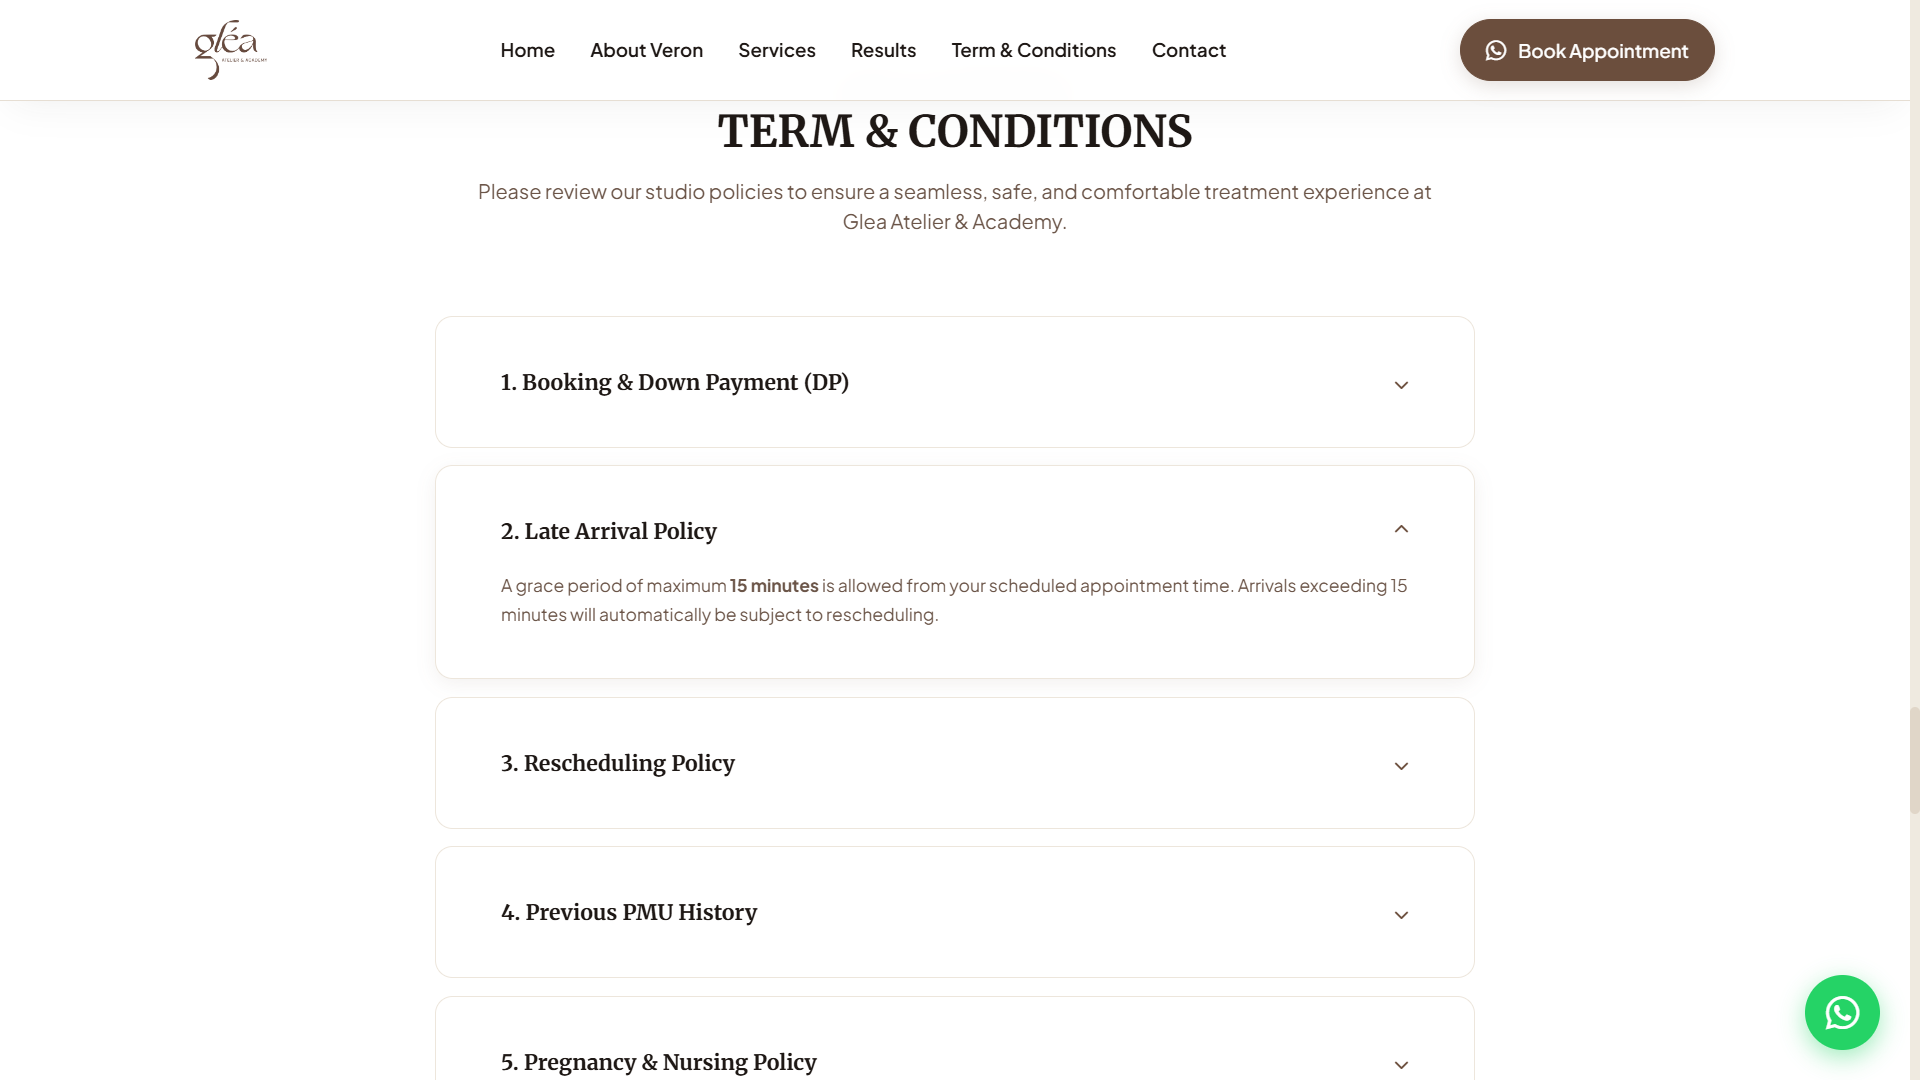 gléa
ATELIER & ACADEMY
Home
About Veron
Services
Results
Term & Conditions
Contact
Book Appointment
TERM & CONDITIONS
Please review our studio policies to ensure a seamless, safe, and comfortable treatment experience at
Glea Atelier & Academy.
1. Booking & Down Payment (DP)
2. Late Arrival Policy
A grace period of maximum 15 minutes is allowed from your scheduled appointment time. Arrivals exceeding 15
minutes will automatically be subject to rescheduling.
3. Rescheduling Policy
4. Previous PMU History
5. Pregnancy & Nursing Policy